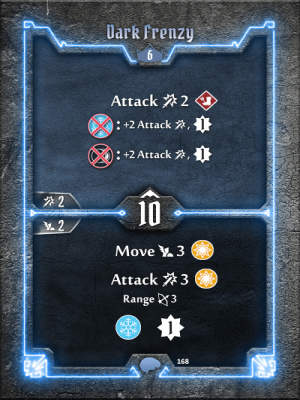 Dark Frenzy
6
Attack 2
: +2 Attack , 1
: +2 Attack , 1
2
10
2
Move 3
Attack 3
Range 3
1
168